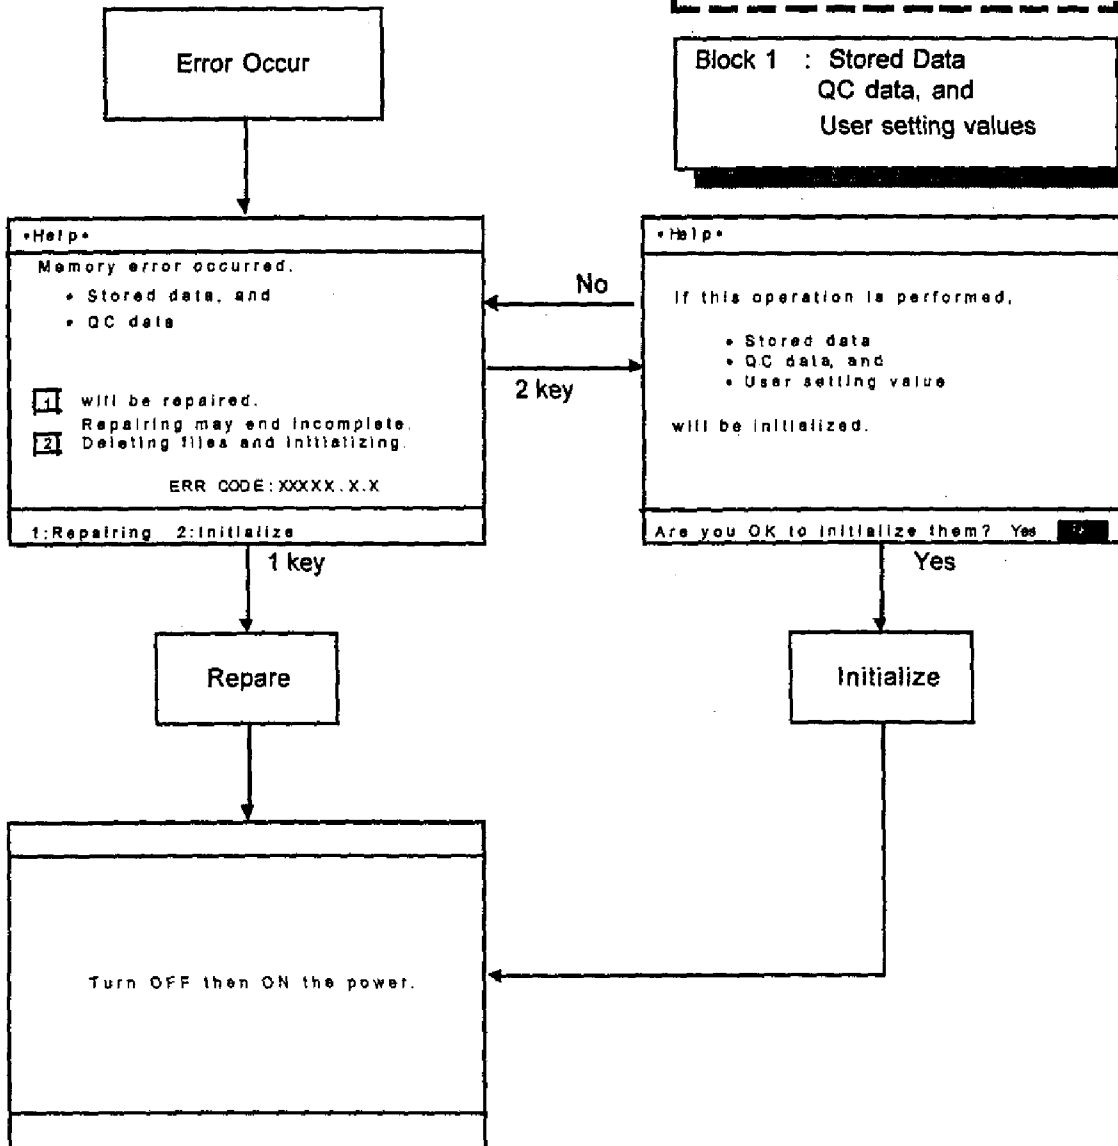 Error Occur
Block 1 : Stored Data
QC data, and
User setting values
*Help*
Memory error occurred.
• Stored data, and
• QC data
1 will be repaired.
Repairing may end incomplete.
2 Deleting files and initializing.
ERR CODE:XXXXX.X.X
1:Repairing 2:Initialize
No
2 key
*Help*
If this operation is performed,
• Stored data
• QC data, and
• User setting value
will be initialized.
Are you OK to initialize them? Yes
1 key
Yes
Repare
Initialize
Turn OFF then ON the power.